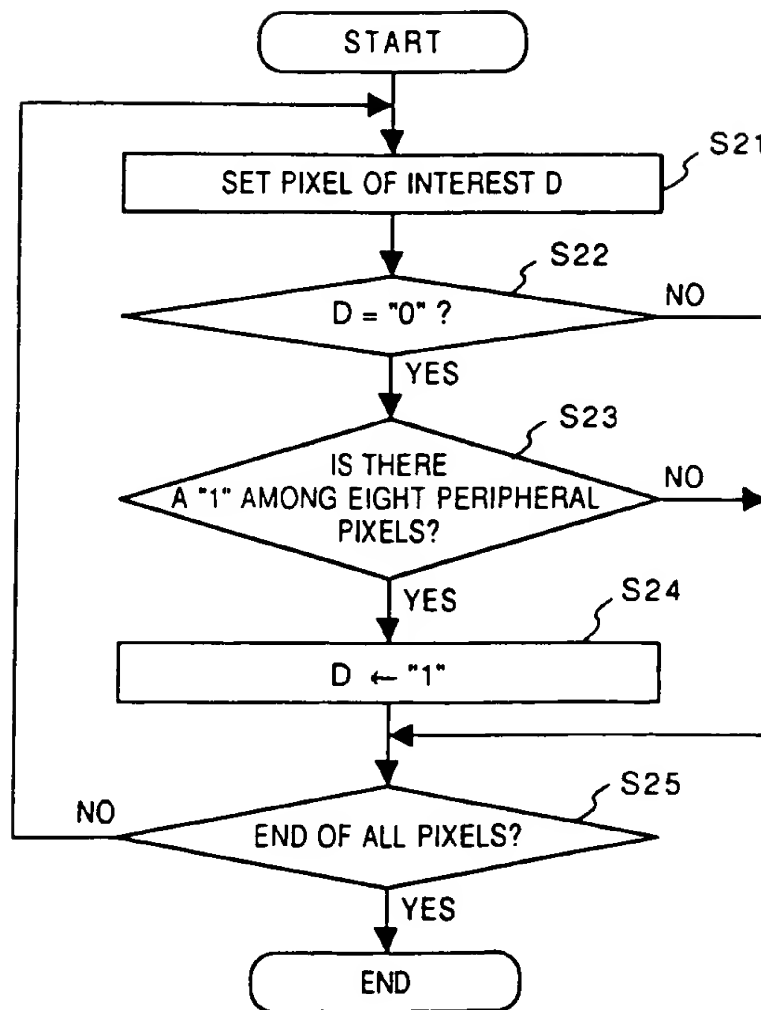 START
S21
SET PIXEL OF INTEREST D
S22
D = "0" ?
NO
YES
S23
IS THERE
A "1" AMONG EIGHT PERIPHERAL
PIXELS?
NO
YES
S24
D ← "1"
S25
NO
END OF ALL PIXELS?
YES
END